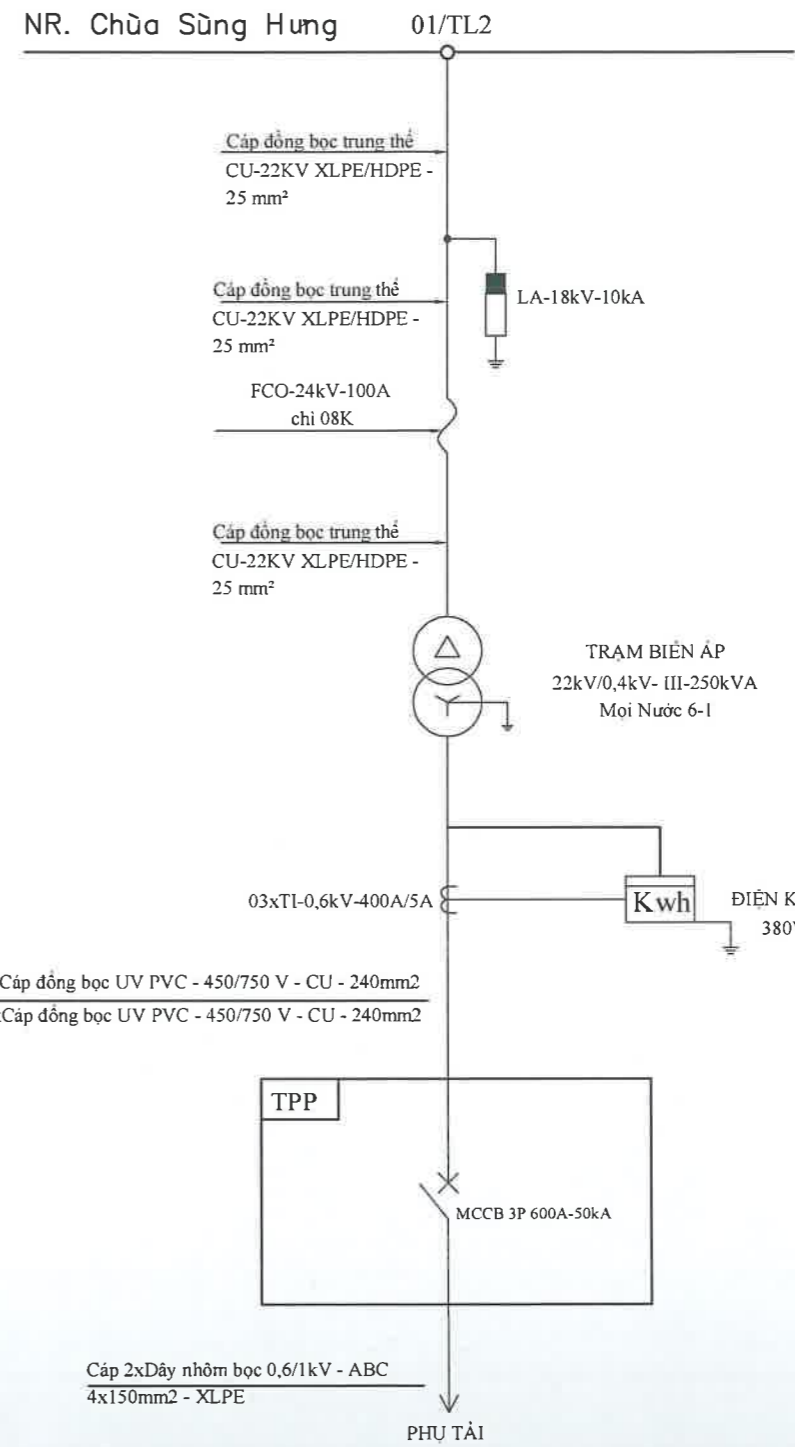 NR. Chùa Sùng Hưng
01/TL2
Cáp đồng bọc trung thế
CU-22KV XLPE/HDPE -
25 mm²
LA-18kV-10kA
Cáp đồng bọc trung thế
CU-22KV XLPE/HDPE -
25 mm²
FCO-24kV-100A
chì 08K
Cáp đồng bọc trung thế
CU-22KV XLPE/HDPE -
25 mm²
TRẠM BIẾN ÁP
22kV/0,4kV- III-250kVA
Mọi Nước 6-1
03xTI-0,6kV-400A/5A
Kwh
ĐIỆN K
380V
Cáp đồng bọc UV PVC - 450/750 V - CU - 240mm2
Cáp đồng bọc UV PVC - 450/750 V - CU - 240mm2
TPP
MCCB 3P 600A-50kA
Cáp 2xDây nhôm bọc 0,6/1kV - ABC
4x150mm2 - XLPE
PHỤ TẢI